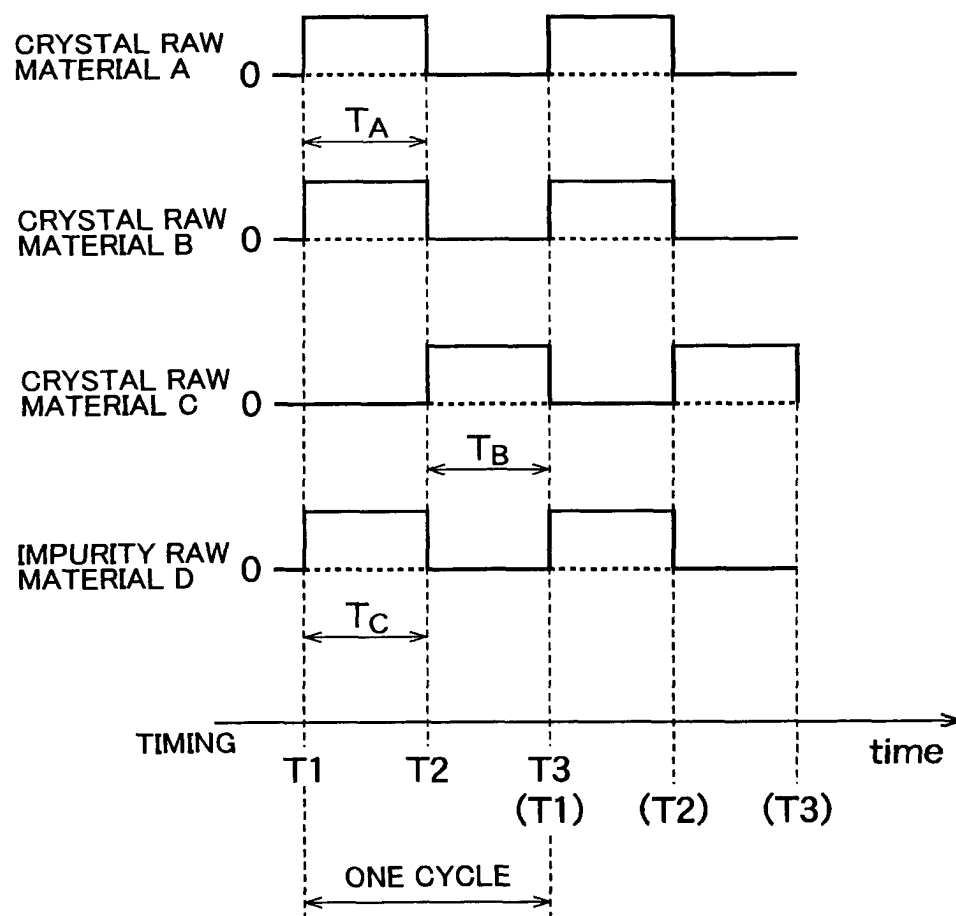 CRYSTAL RAW
MATERIAL A
0
TA
CRYSTAL RAW
MATERIAL B
0
CRYSTAL RAW
MATERIAL C
0
TB
IMPURITY RAW
MATERIAL D
0
TC
TIMING
time
T1
T2
T3
(T1)
(T2)
(T3)
ONE CYCLE